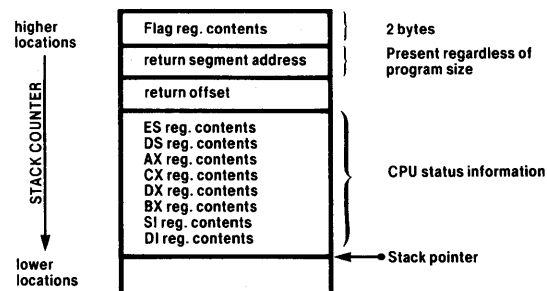 higher
locations
STACK COUNTER
lower
locations
Flag reg. contents
return segment address
return offset
ES reg. contents
DS reg. contents
AX reg. contents
CX reg. contents
DX reg. contents
BX reg. contents
SI reg. contents
DI reg. contents
2 bytes
Present regardless of
program size
CPU status information
Stack pointer